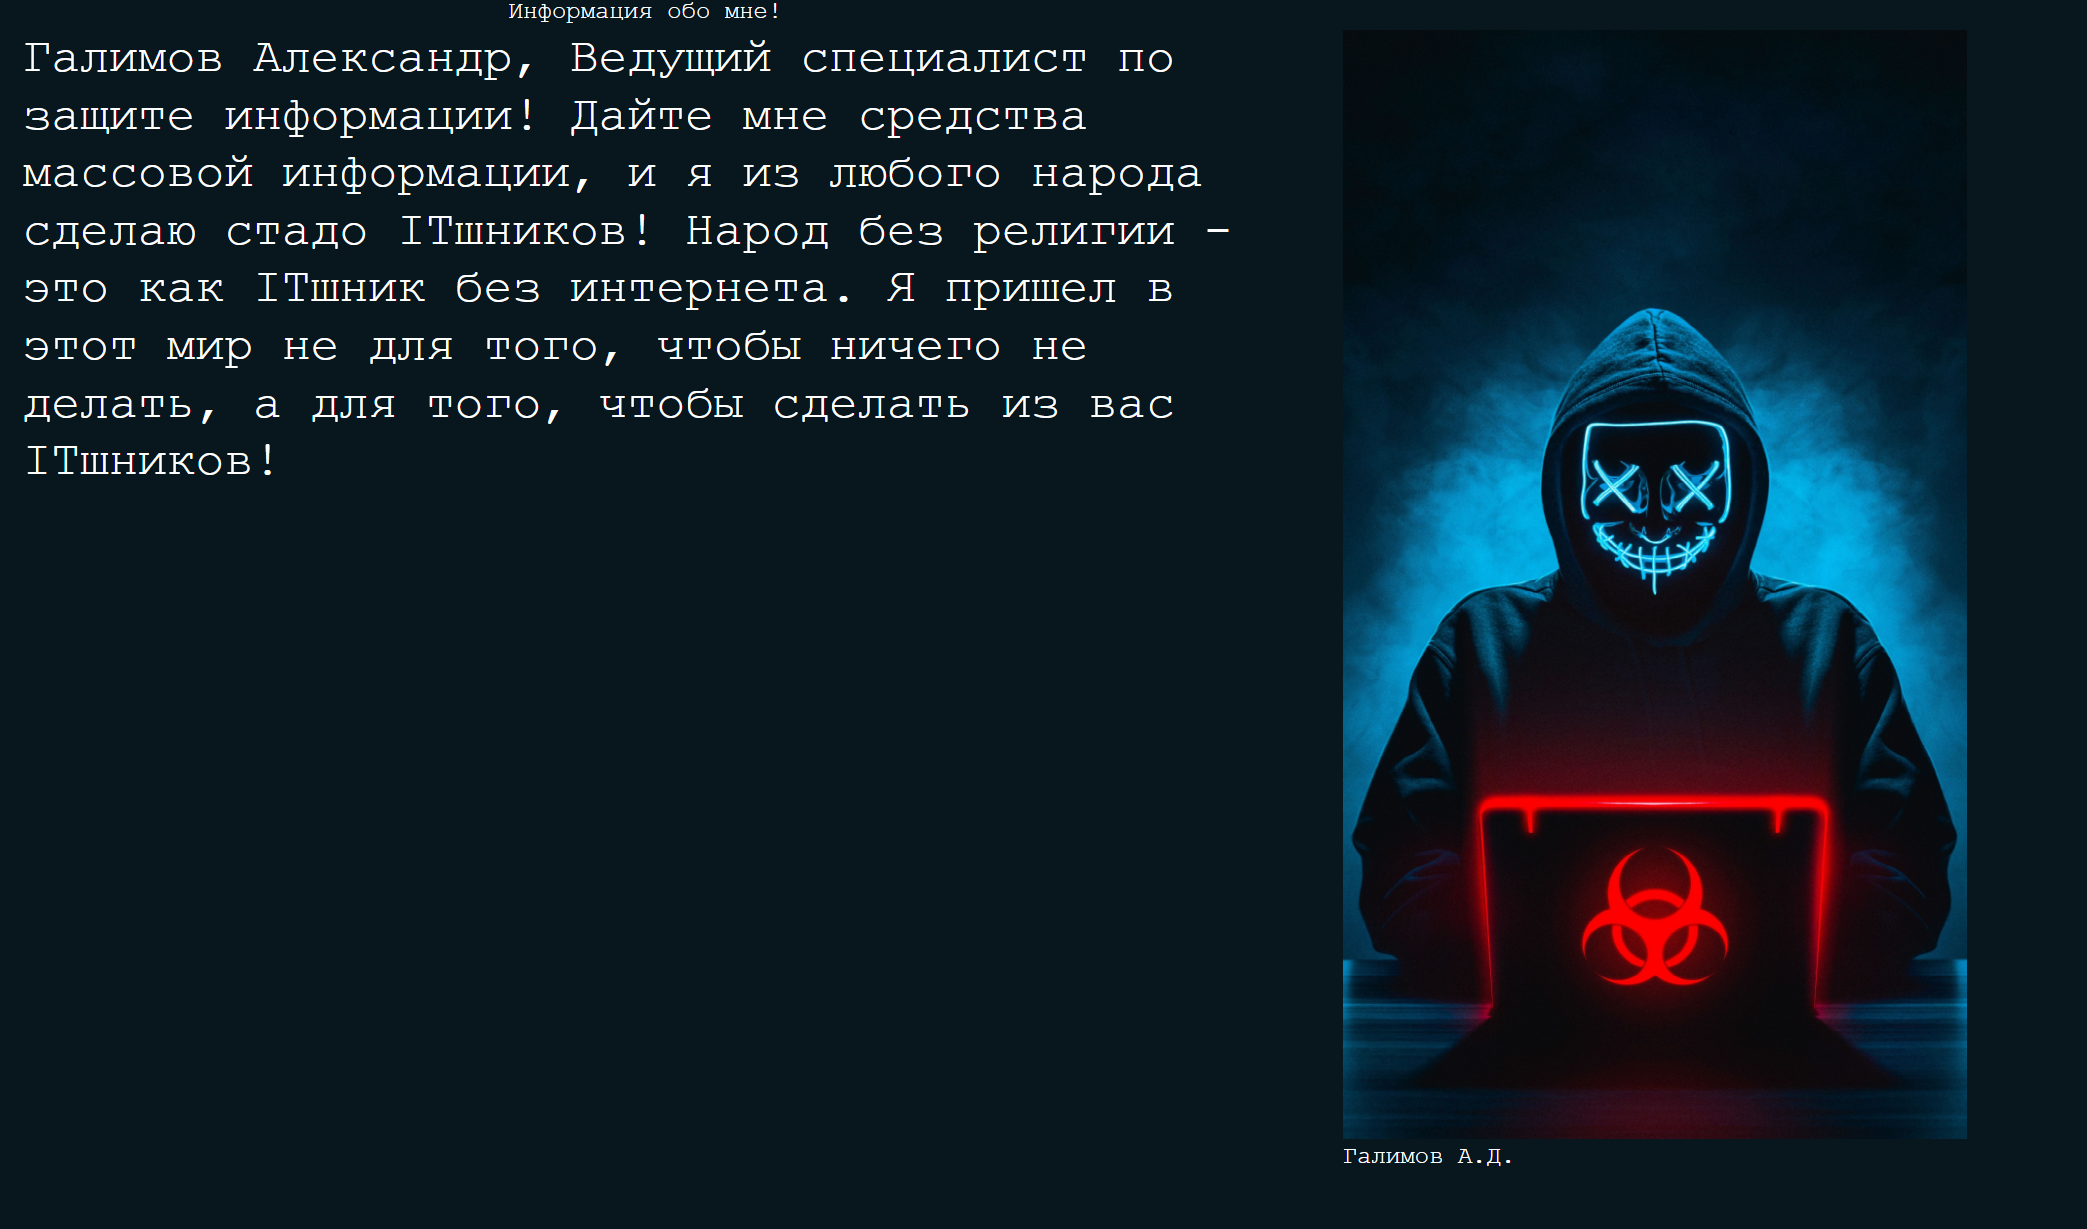 Информация обо мне!
Галимов Александр, Ведущий специалист по
защите информации! Дайте мне средства
массовой информации, и я из любого народа
сделаю стадо ITшников! Народ без религии -
это как ITшник без интернета. Я пришел в
этот мир не для того, чтобы ничего не
делать, а для того, чтобы сделать из вас
ITшников!
Галимов А.Д.